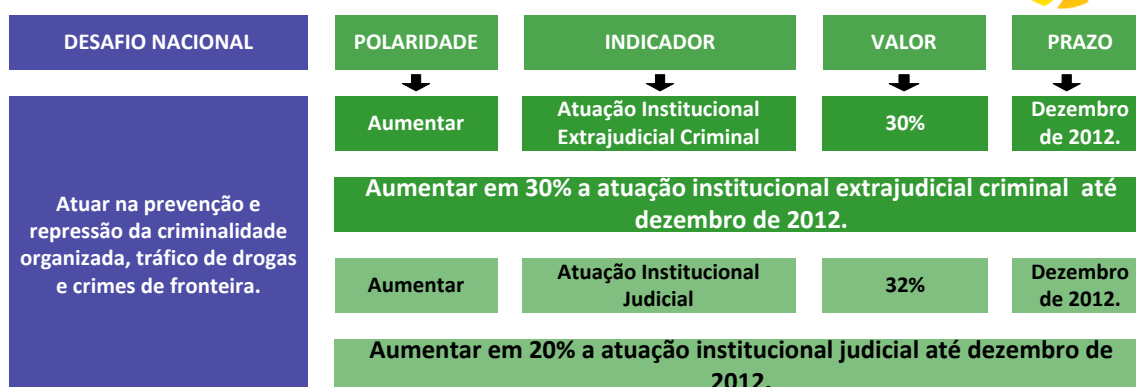 DESAFIO NACIONAL
POLARIDADE
INDICADOR
VALOR
PRAZO
Atuar na prevenção e
repressão da criminalidade
organizada, tráfico de drogas
e crimes de fronteira.
Aumentar
Atuação Institucional
Extrajudicial Criminal
30%
Dezembro
de 2012.
Aumentar em 30% a atuação institucional extrajudicial criminal até
dezembro de 2012.
Aumentar
Atuação Institucional
Judicial
32%
Dezembro
de 2012.
Aumentar em 20% a atuação institucional judicial até dezembro de
2012.